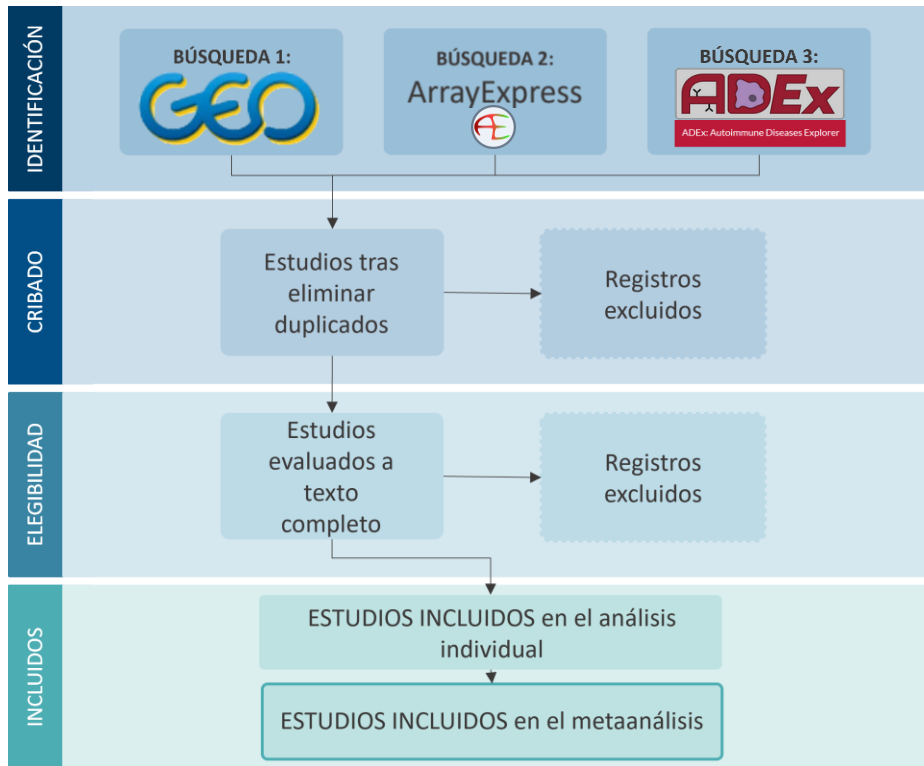 IDENTIFICACIÓN
BÚSQUEDA 1:
GEO
BÚSQUEDA 2:
ArrayExpress
AE
BÚSQUEDA 3:
ADEx
ADEx: Autoimmune Diseases Explorer
CRIBADO
Estudios tras
eliminar
duplicados
Registros
excluidos
ELEGIBILIDAD
Estudios
evaluados a
texto
completo
Registros
excluidos
INCLUIDOS
ESTUDIOS INCLUIDOS en el análisis
individual
ESTUDIOS INCLUIDOS en el metaanálisis